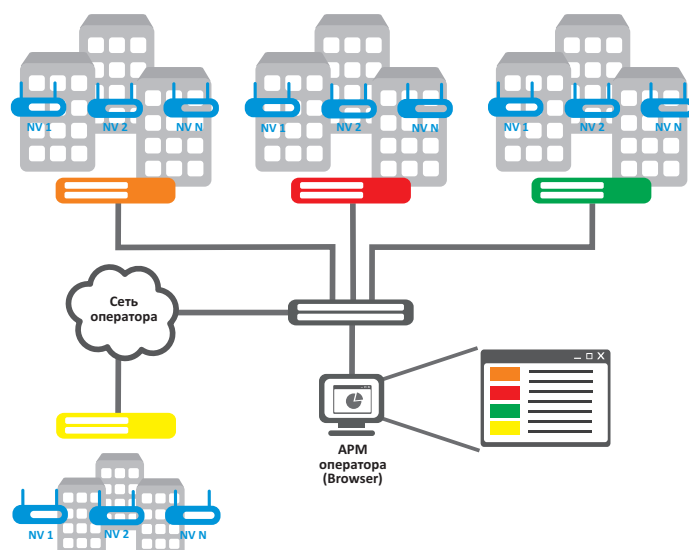 NV 1
NV 2
NV N
NV 1
NV 2
NV N
NV 1
NV 2
NV N
Сеть
оператора
X
АРМ
оператора
(Browser)
NV 1
NV 2
NV N